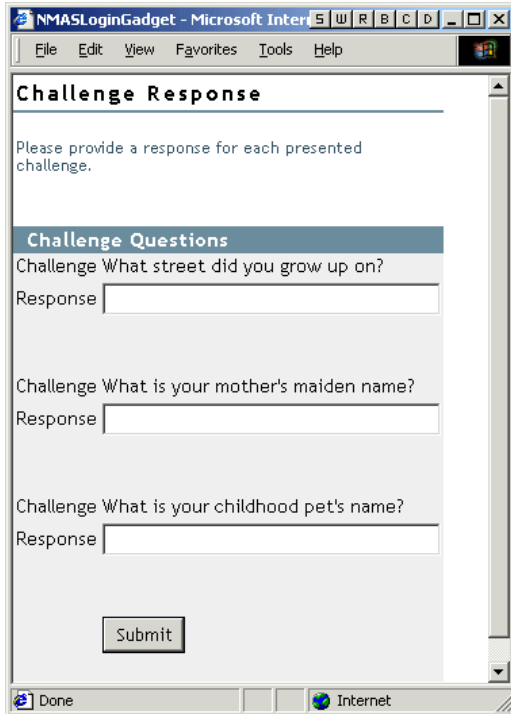 NMASLoginGadget - Microsoft Inter S W R B C D
File Edit View Favorites Tools Help
Challenge Response
Please provide a response for each presented
challenge.
Challenge Questions
Challenge What street did you grow up on?
Response
Challenge What is your mother's maiden name?
Response
Challenge What is your childhood pet's name?
Response
Submit
Done Internet